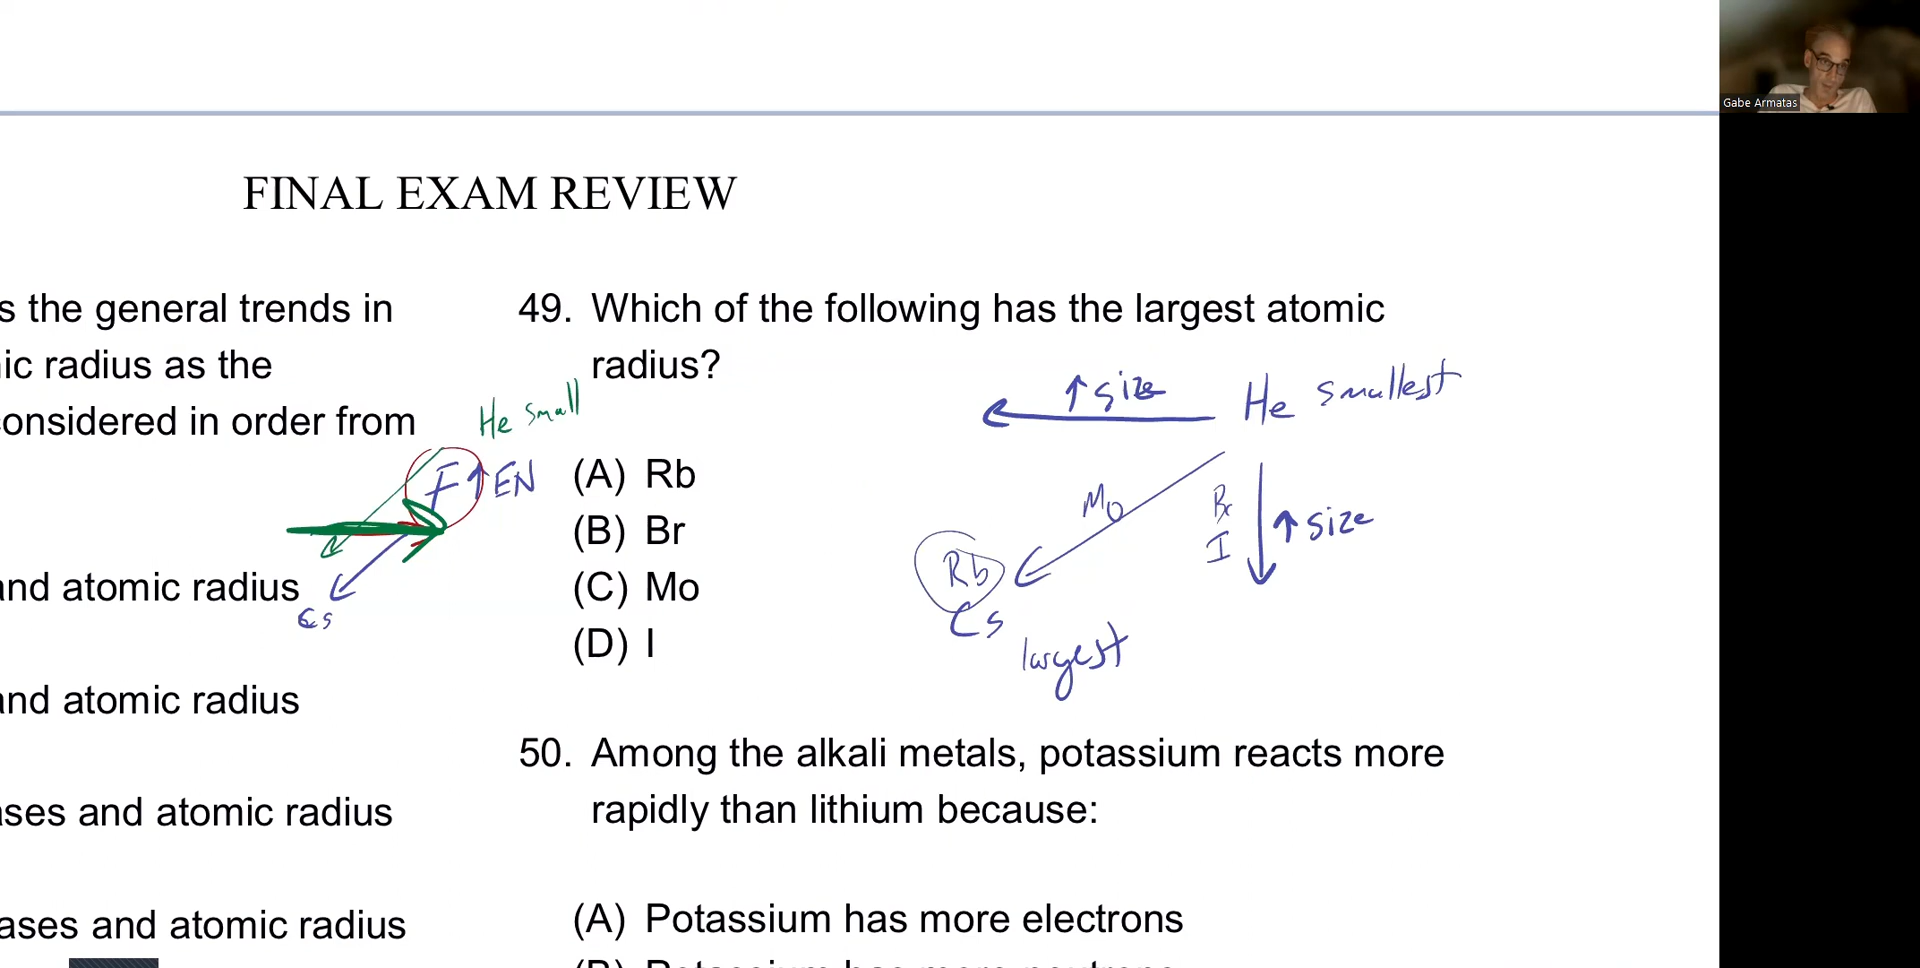 Gabe Armatas
FINAL EXAM REVIEW
s the general trends in
ic radius as the
onsidered in order from
He small
F↑EN
Cs
and atomic radius
and atomic radius
ases and atomic radius
ases and atomic radius
49. Which of the following has the largest atomic
radius?
↑ size
He smallest
(A) Rb
(B) Br
(C) Mo
(D) I
Mo
Br
I
↑ size
Rb
Cs
largest
50. Among the alkali metals, potassium reacts more
rapidly than lithium because:
(A) Potassium has more electrons